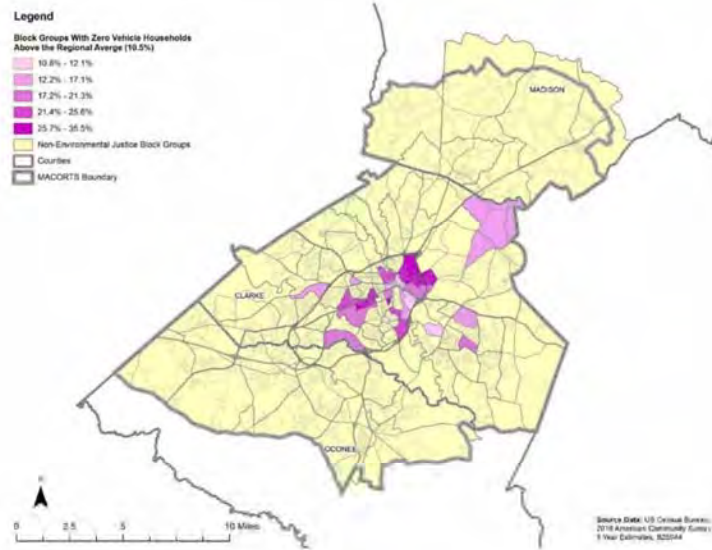 Legend
Block Groups With Zero Vehicle Households
Above the Regional Averge (10.5%)
10.6% - 12.1%
12.2% - 17.1%
17.2% - 21.3%
21.4% - 25.6%
25.7% - 35.5%
Non-Environmental Justice Block Groups
Counties
MACORTS Boundary
MADISON
CLARKE
OCONEE
N
0 2.5 5 10 Miles
Source Data: US Census Bureau,
2018 American Community Survey
5 Year Estimates,